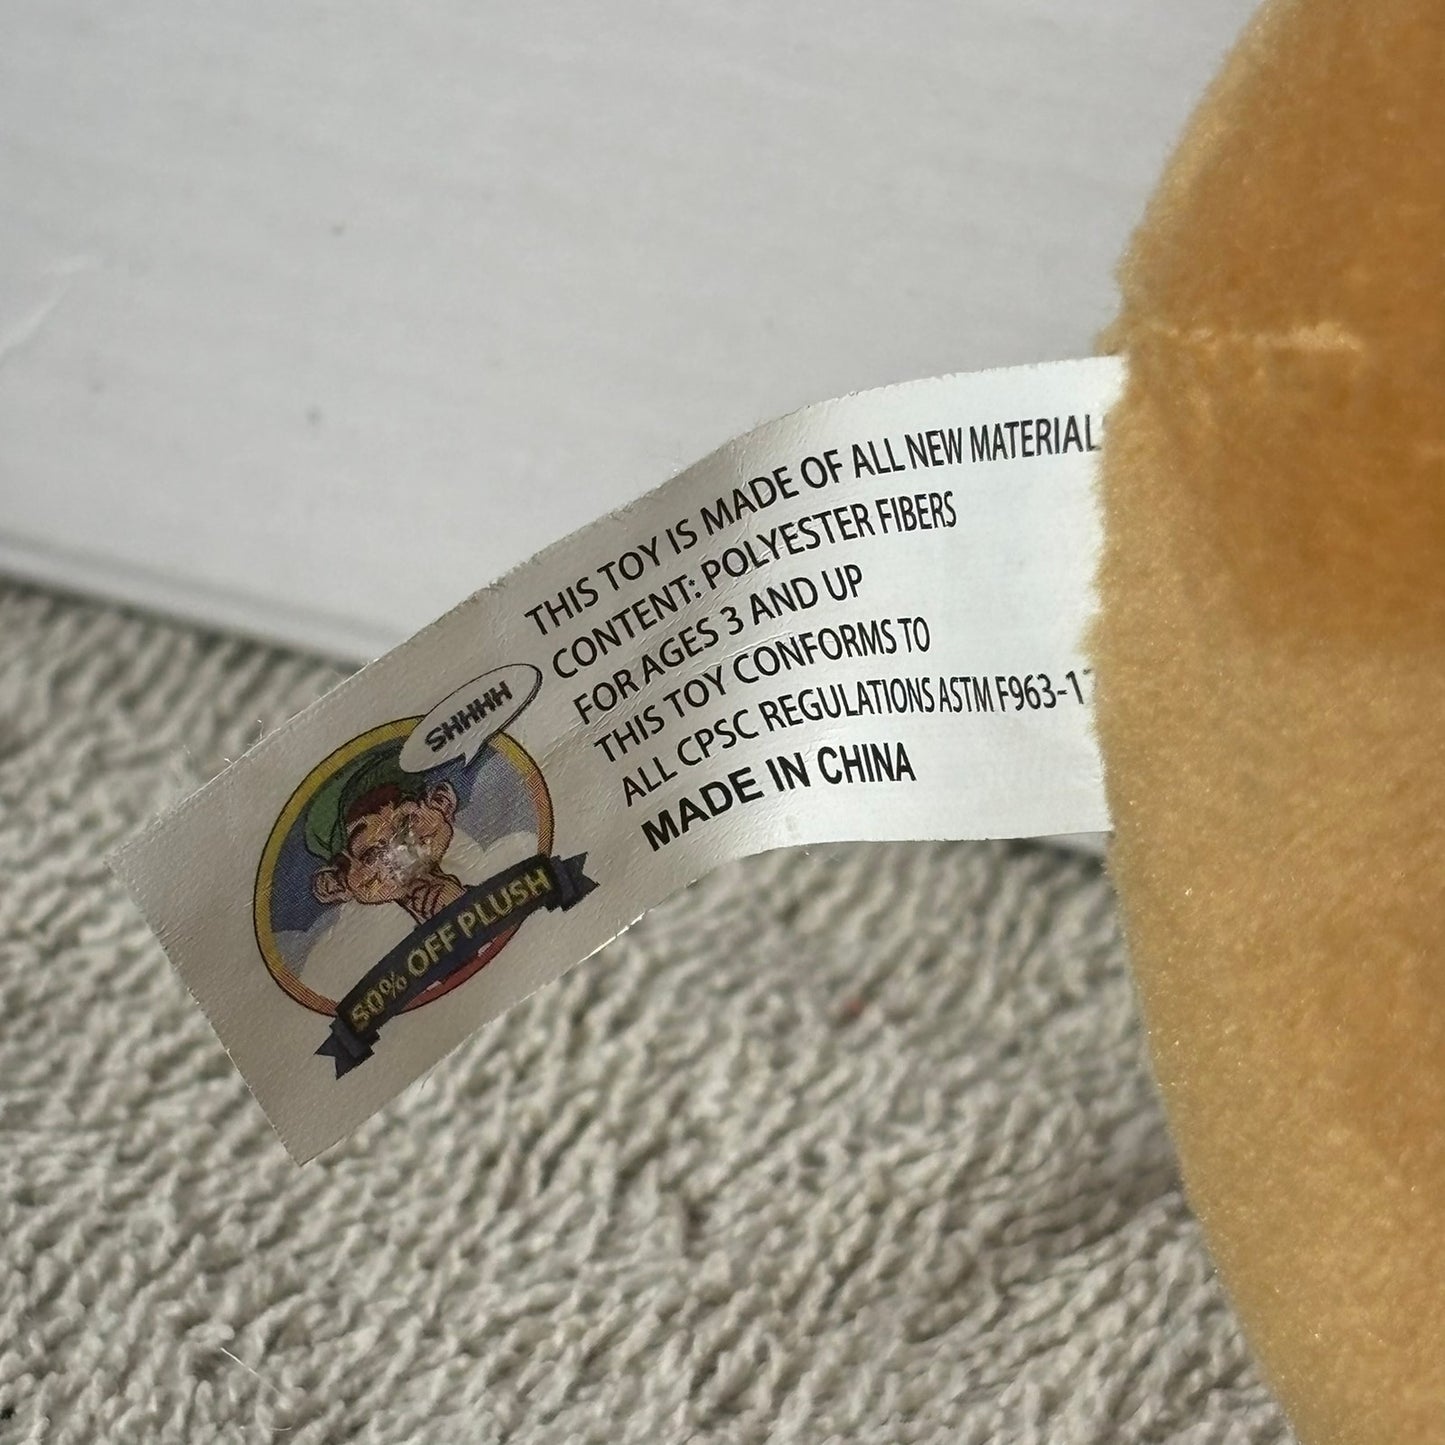 THIS TOY IS MADE OF ALL NEW MATERIAL
CONTENT: POLYESTER FIBERS
FOR AGES 3 AND UP
THIS TOY CONFORMS TO
ALL CPSC REGULATIONS ASTM F963-1
MADE IN CHINA
SHHHH
50% OFF PLUSH